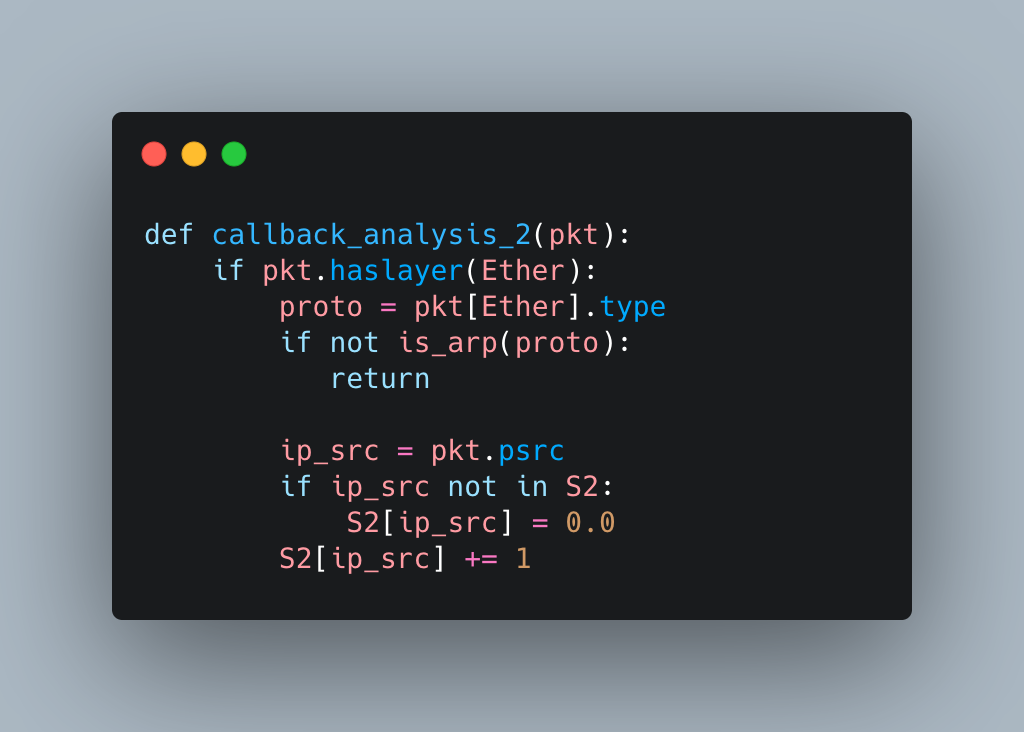 def callback_analysis_2(pkt):
    if pkt.haslayer(Ether):
        proto = pkt[Ether].type
        if not is_arp(proto):
           return

        ip_src = pkt.psrc
        if ip_src not in S2:
            S2[ip_src] = 0.0
        S2[ip_src] += 1